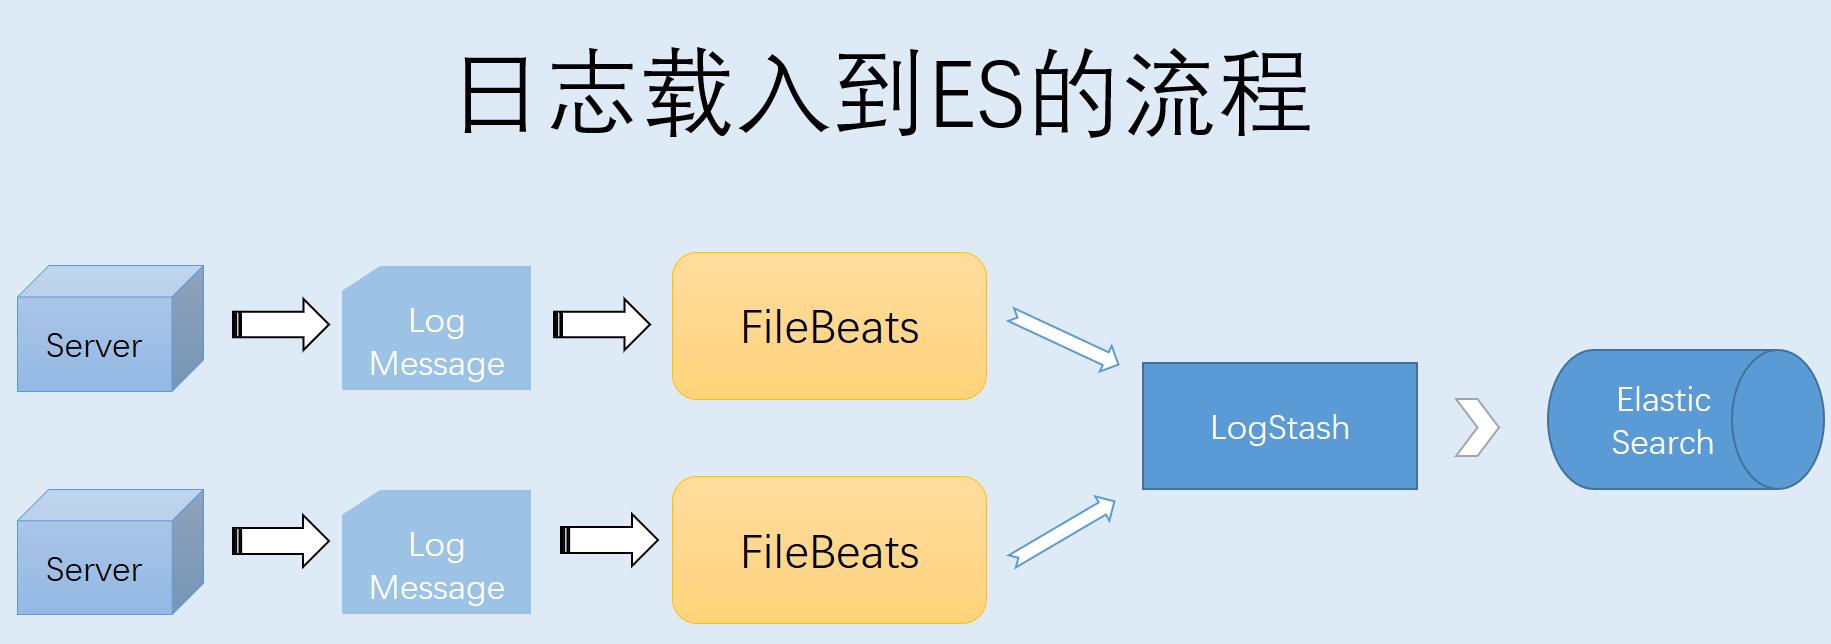 日志载入到ES的流程
Server
Log
Message
FileBeats
Server
Log
Message
FileBeats
LogStash
Elastic
Search